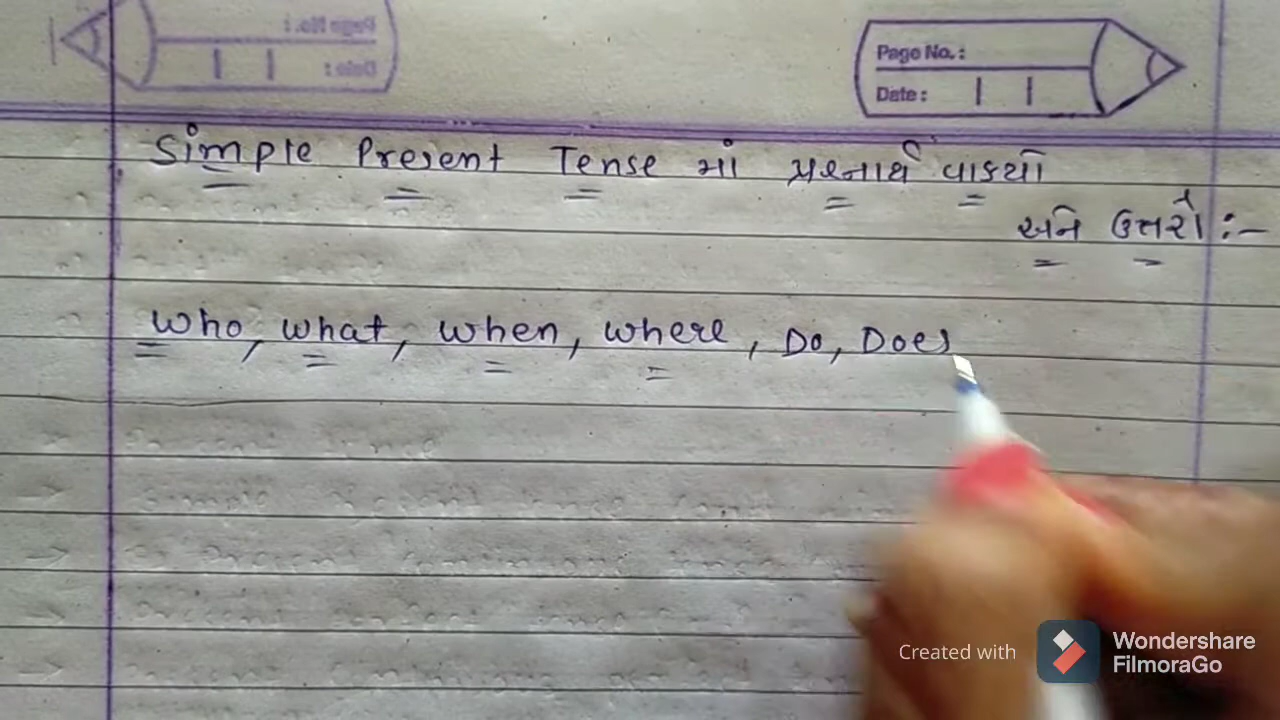 Page No. :
Date :
Simple Present Tense માં પ્રશ્નાર્થ વાકયો
અને ઉત્તરો :-
Who, What, When, Where, Do, Does
Created with Wondershare FilmoraGo